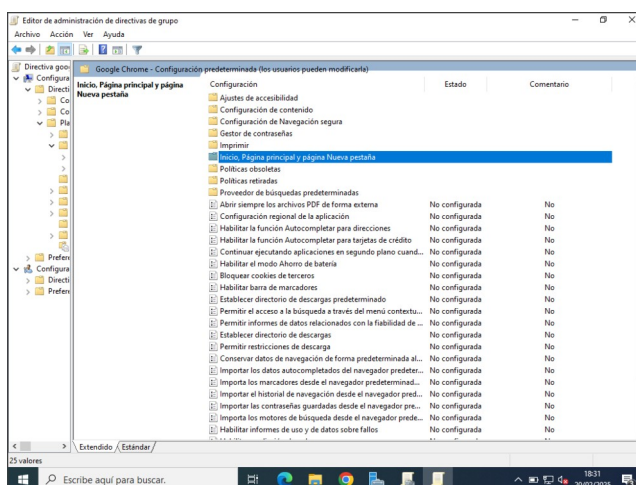 Editor de administración de directivas de grupo
Archivo Acción Ver Ayuda
Directiva goo
Configura
Directi
Co
Co
Pla
Prefere
Configura
Directi
Prefere
Google Chrome - Configuración predeterminada (los usuarios pueden modificarla)
Inicio, Página principal y página
Nueva pestaña
Configuración Estado Comentario
Ajustes de accesibilidad
Configuración de contenido
Configuración de Navegación segura
Gestor de contraseñas
Imprimir
Inicio, Página principal y página Nueva pestaña
Políticas obsoletas
Políticas retiradas
Proveedor de búsquedas predeterminadas
Abrir siempre los archivos PDF de forma externa No configurada No
Configuración regional de la aplicación No configurada No
Habilitar la función Autocompletar para direcciones No configurada No
Habilitar la función Autocompletar para tarjetas de crédito No configurada No
Continuar ejecutando aplicaciones en segundo plano cuand... No configurada No
Habilitar el modo Ahorro de batería No configurada No
Bloquear cookies de terceros No configurada No
Habilitar barra de marcadores No configurada No
Establecer directorio de descargas predeterminado No configurada No
Permitir el acceso a la búsqueda a través del menú contextu... No configurada No
Permitir informes de datos relacionados con la fiabilidad de ... No configurada No
Establecer directorio de descargas No configurada No
Permitir restricciones de descarga No configurada No
Conservar datos de navegación de forma predeterminada al... No configurada No
Importar los datos autocompletados del navegador predeter... No configurada No
Importa los marcadores desde el navegador predeterminad... No configurada No
Importar el historial de navegación desde el navegador pred... No configurada No
Importar las contraseñas guardadas desde el navegador pre... No configurada No
Importa los motores de búsqueda desde el navegador prede... No configurada No
Habilitar informes de uso y de datos sobre fallos No configurada No
Extendido Estándar
25 valores
Escribe aquí para buscar.
18:31
20/02/2025